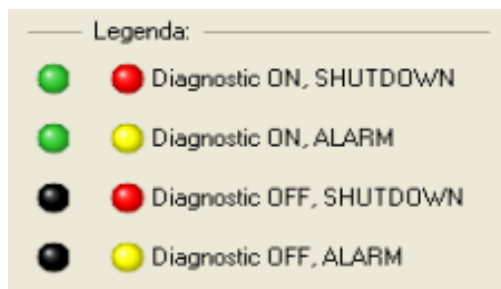 Legenda:
Diagnostic ON, SHUTDOWN
Diagnostic ON, ALARM
Diagnostic OFF, SHUTDOWN
Diagnostic OFF, ALARM